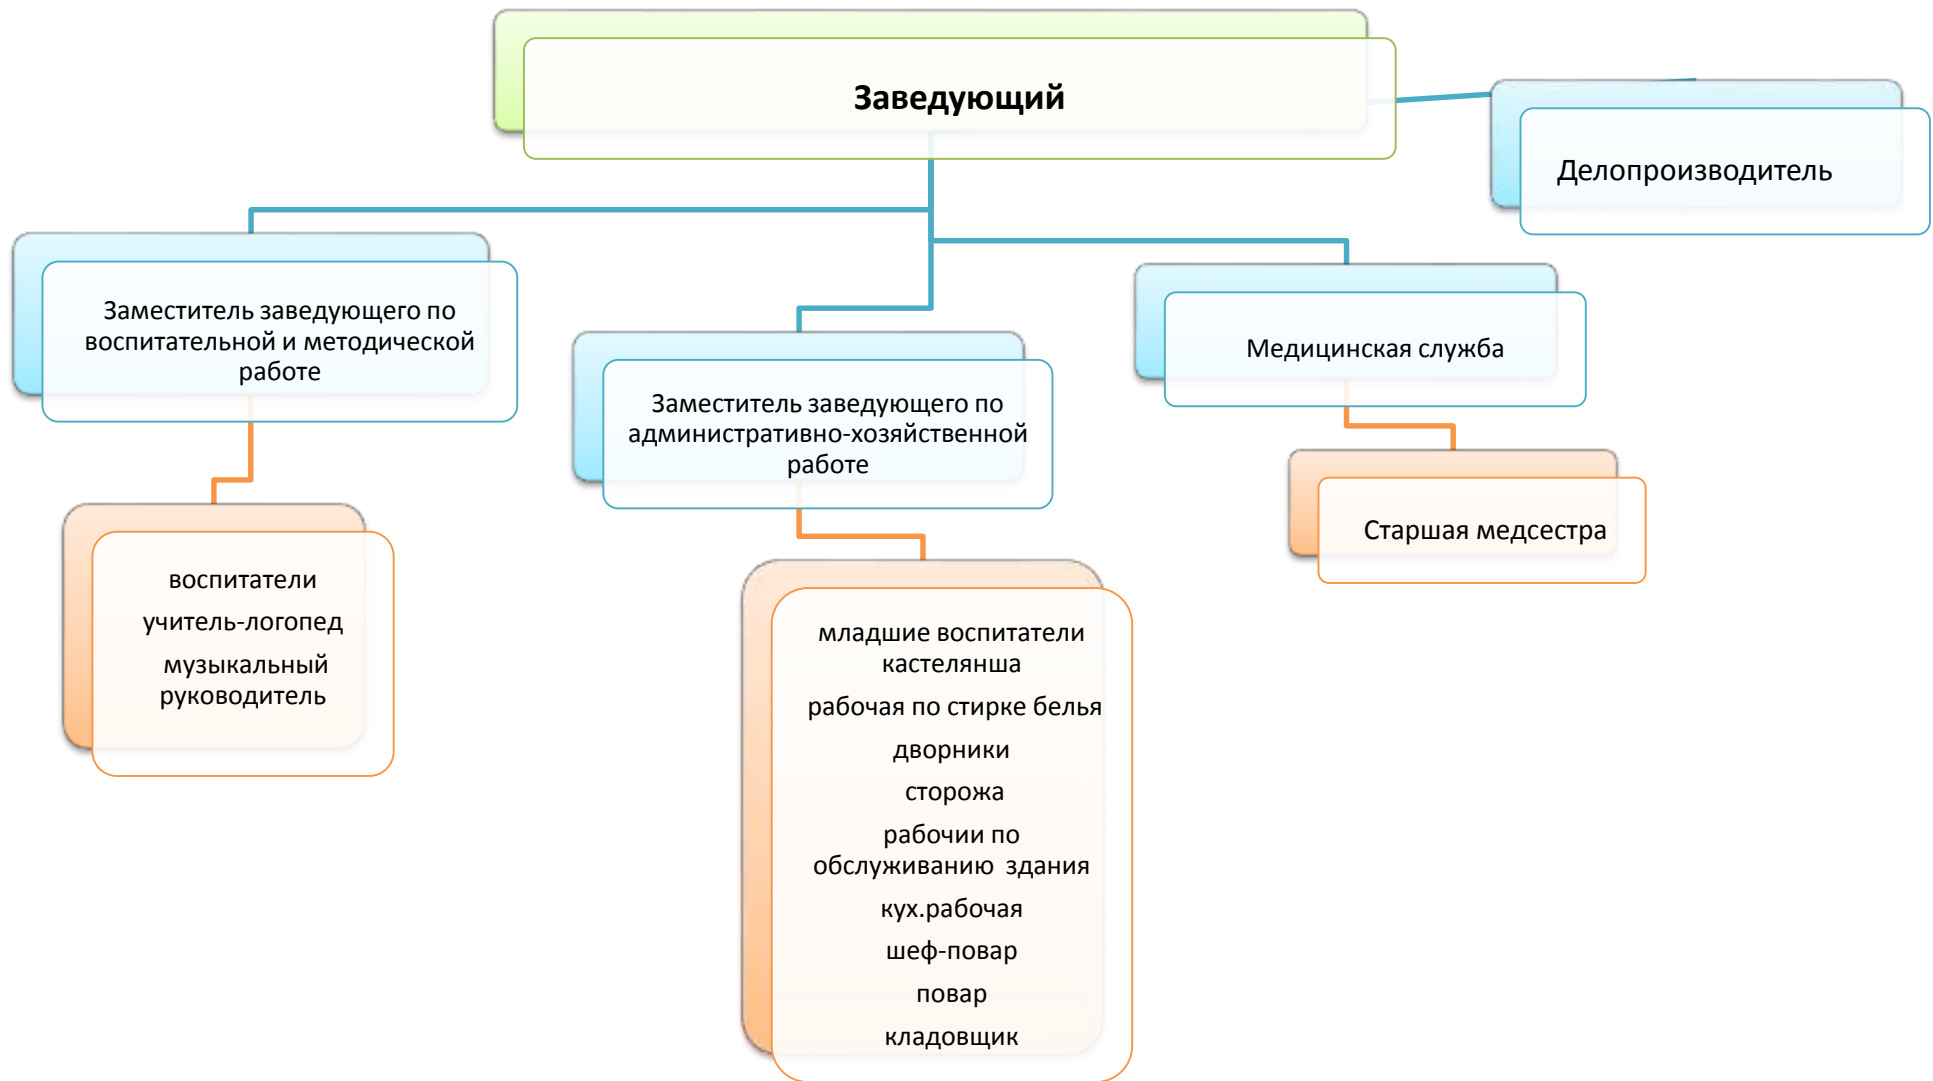 Заведующий
Делопроизводитель
Заместитель заведующего по
воспитательной и методической
работе
Заместитель заведующего по
административно-хозяйственной
работе
Медицинская служба
Старшая медсестра
воспитатели
учитель-логопед
музыкальный
руководитель
младшие воспитатели
кастелянша
рабочая по стирке белья
дворники
сторожа
рабочии по
обслуживанию здания
кух.рабочая
шеф-повар
повар
кладовщик